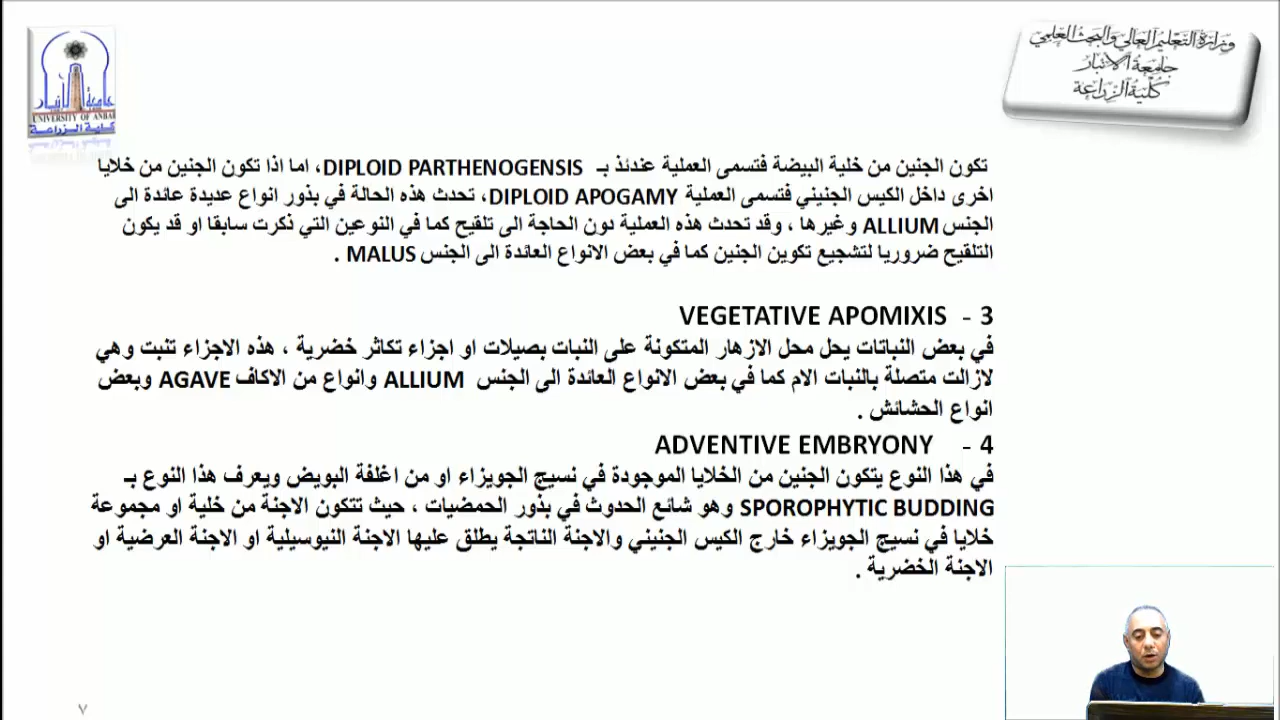 وزارة التعليم العالي والبحث العلمي
جامعة الانبار
كلية الزراعة
جامعة الأنبار
UNIVERSITY OF ANBAR
كلية الزراعة
تكون الجنين من خلية البيضة فتسمى العملية عندئذ بـ DIPLOID PARTHENOGENSIS، اما اذا تكون الجنين من خلايا
اخرى داخل الكيس الجنيني فتسمى العملية DIPLOID APOGAMY، تحدث هذه الحالة في بذور انواع عديدة عائدة الى
الجنس ALLIUM وغيرها ، وقد تحدث هذه العملية دون الحاجة الى تلقيح كما في النوعين التي ذكرت سابقا او قد يكون
التلقيح ضروريا لتشجيع تكوين الجنين كما في بعض الانواع العائدة الى الجنس MALUS .
3 - VEGETATIVE APOMIXIS
في بعض النباتات يحل محل الازهار المتكونة على النبات بصيلات او اجزاء تكاثر خضرية ، هذه الاجزاء تنبت وهي
لازالت متصلة بالنبات الام كما في بعض الانواع العائدة الى الجنس ALLIUM وانواع من الاكاف AGAVE وبعض
انواع الحشائش .
4 - ADVENTIVE EMBRYONY
في هذا النوع يتكون الجنين من الخلايا الموجودة في نسيج الجويزاء او من اغلفة البويض ويعرف هذا النوع بـ
SPOROPHYTIC BUDDING وهو شائع الحدوث في بذور الحمضيات ، حيث تتكون الاجنة من خلية او مجموعة
خلايا في نسيج الجويزاء خارج الكيس الجنيني والاجنة الناتجة يطلق عليها الاجنة النيوسيلية او الاجنة العرضية او
الاجنة الخضرية .
٧